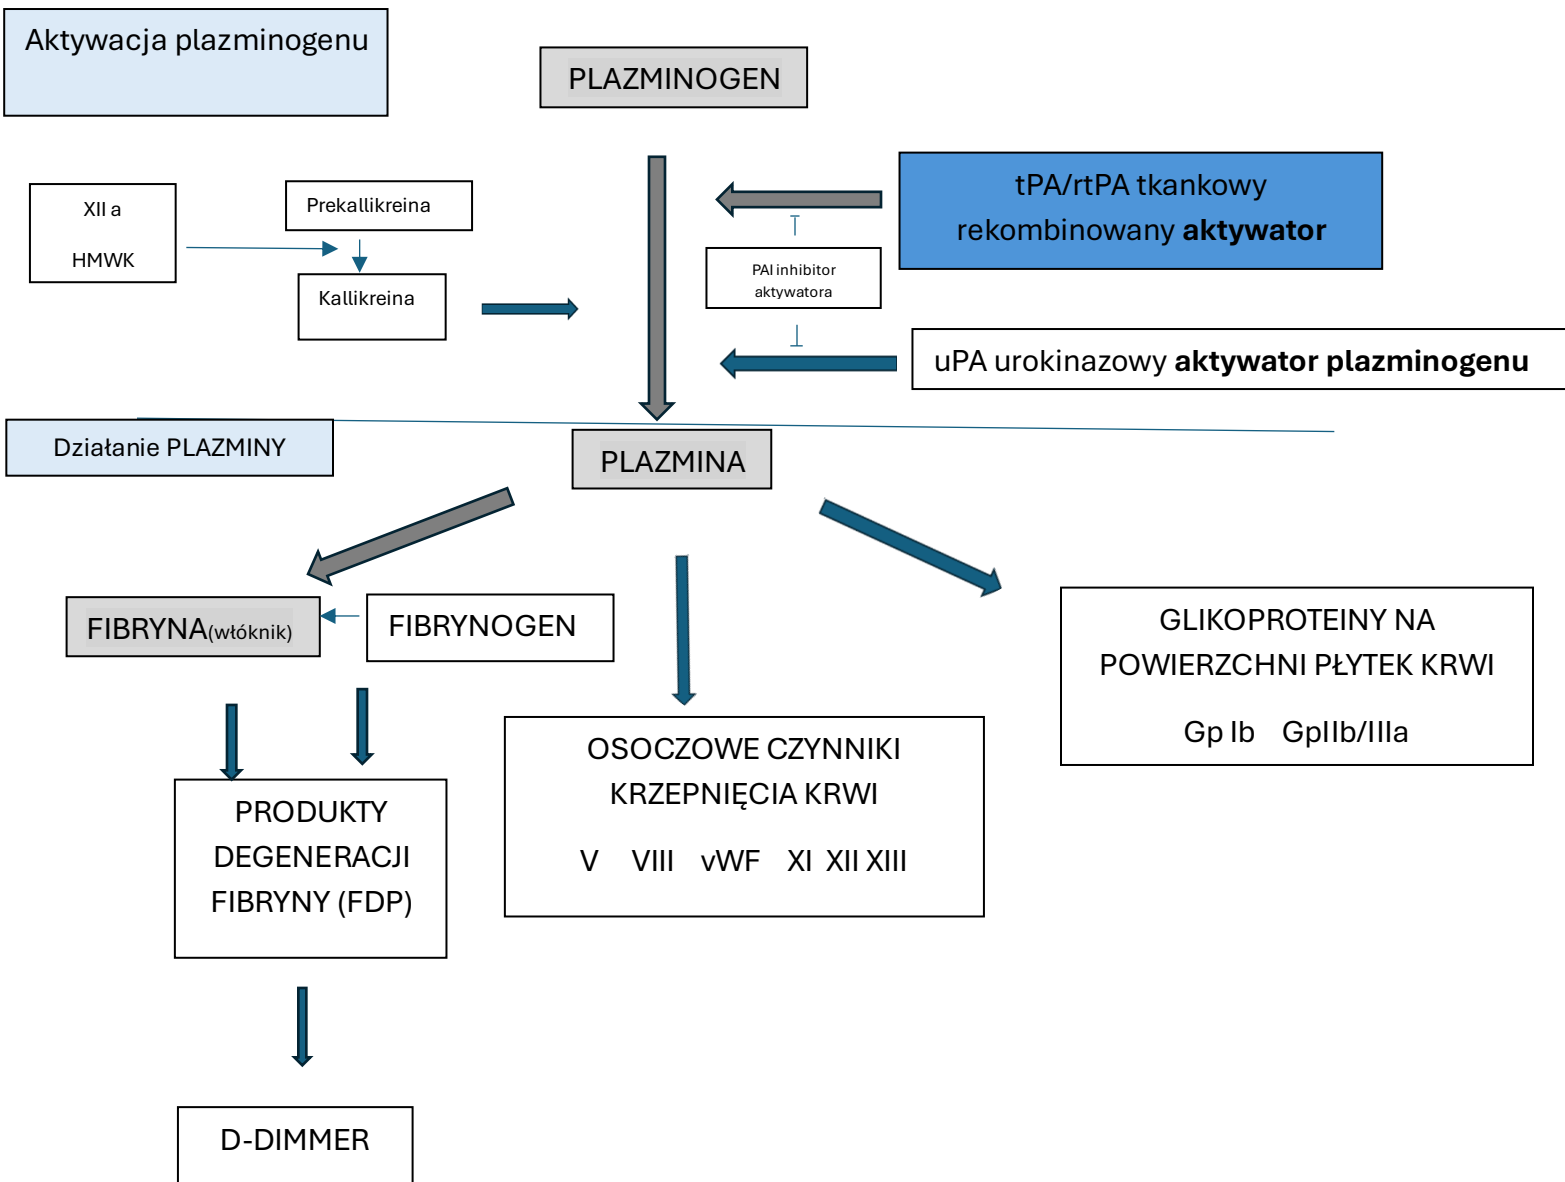 Aktywacja plazminogenu
PLAZMINOGEN
tPA/rtPA tkankowy
rekombinowany aktywator
XII a
HMWK
Prekallikreina
Kallikreina
PAI inhibitor
aktywatora
uPA urokinazowy aktywator plazminogenu
Działanie PLAZMINY
PLAZMINA
FIBRYNA(włóknik)
FIBRYNOGEN
GLIKOPROTEINY NA
POWIERZCHNI PŁYTEK KRWI
Gp Ib GpIIb/IIIa
OSOCZOWE CZYNNIKI
KRZEPNIĘCIA KRWI
V VIII vWF XI XII XIII
PRODUKTY
DEGENERACJI
FIBRYNY (FDP)
D-DIMMER